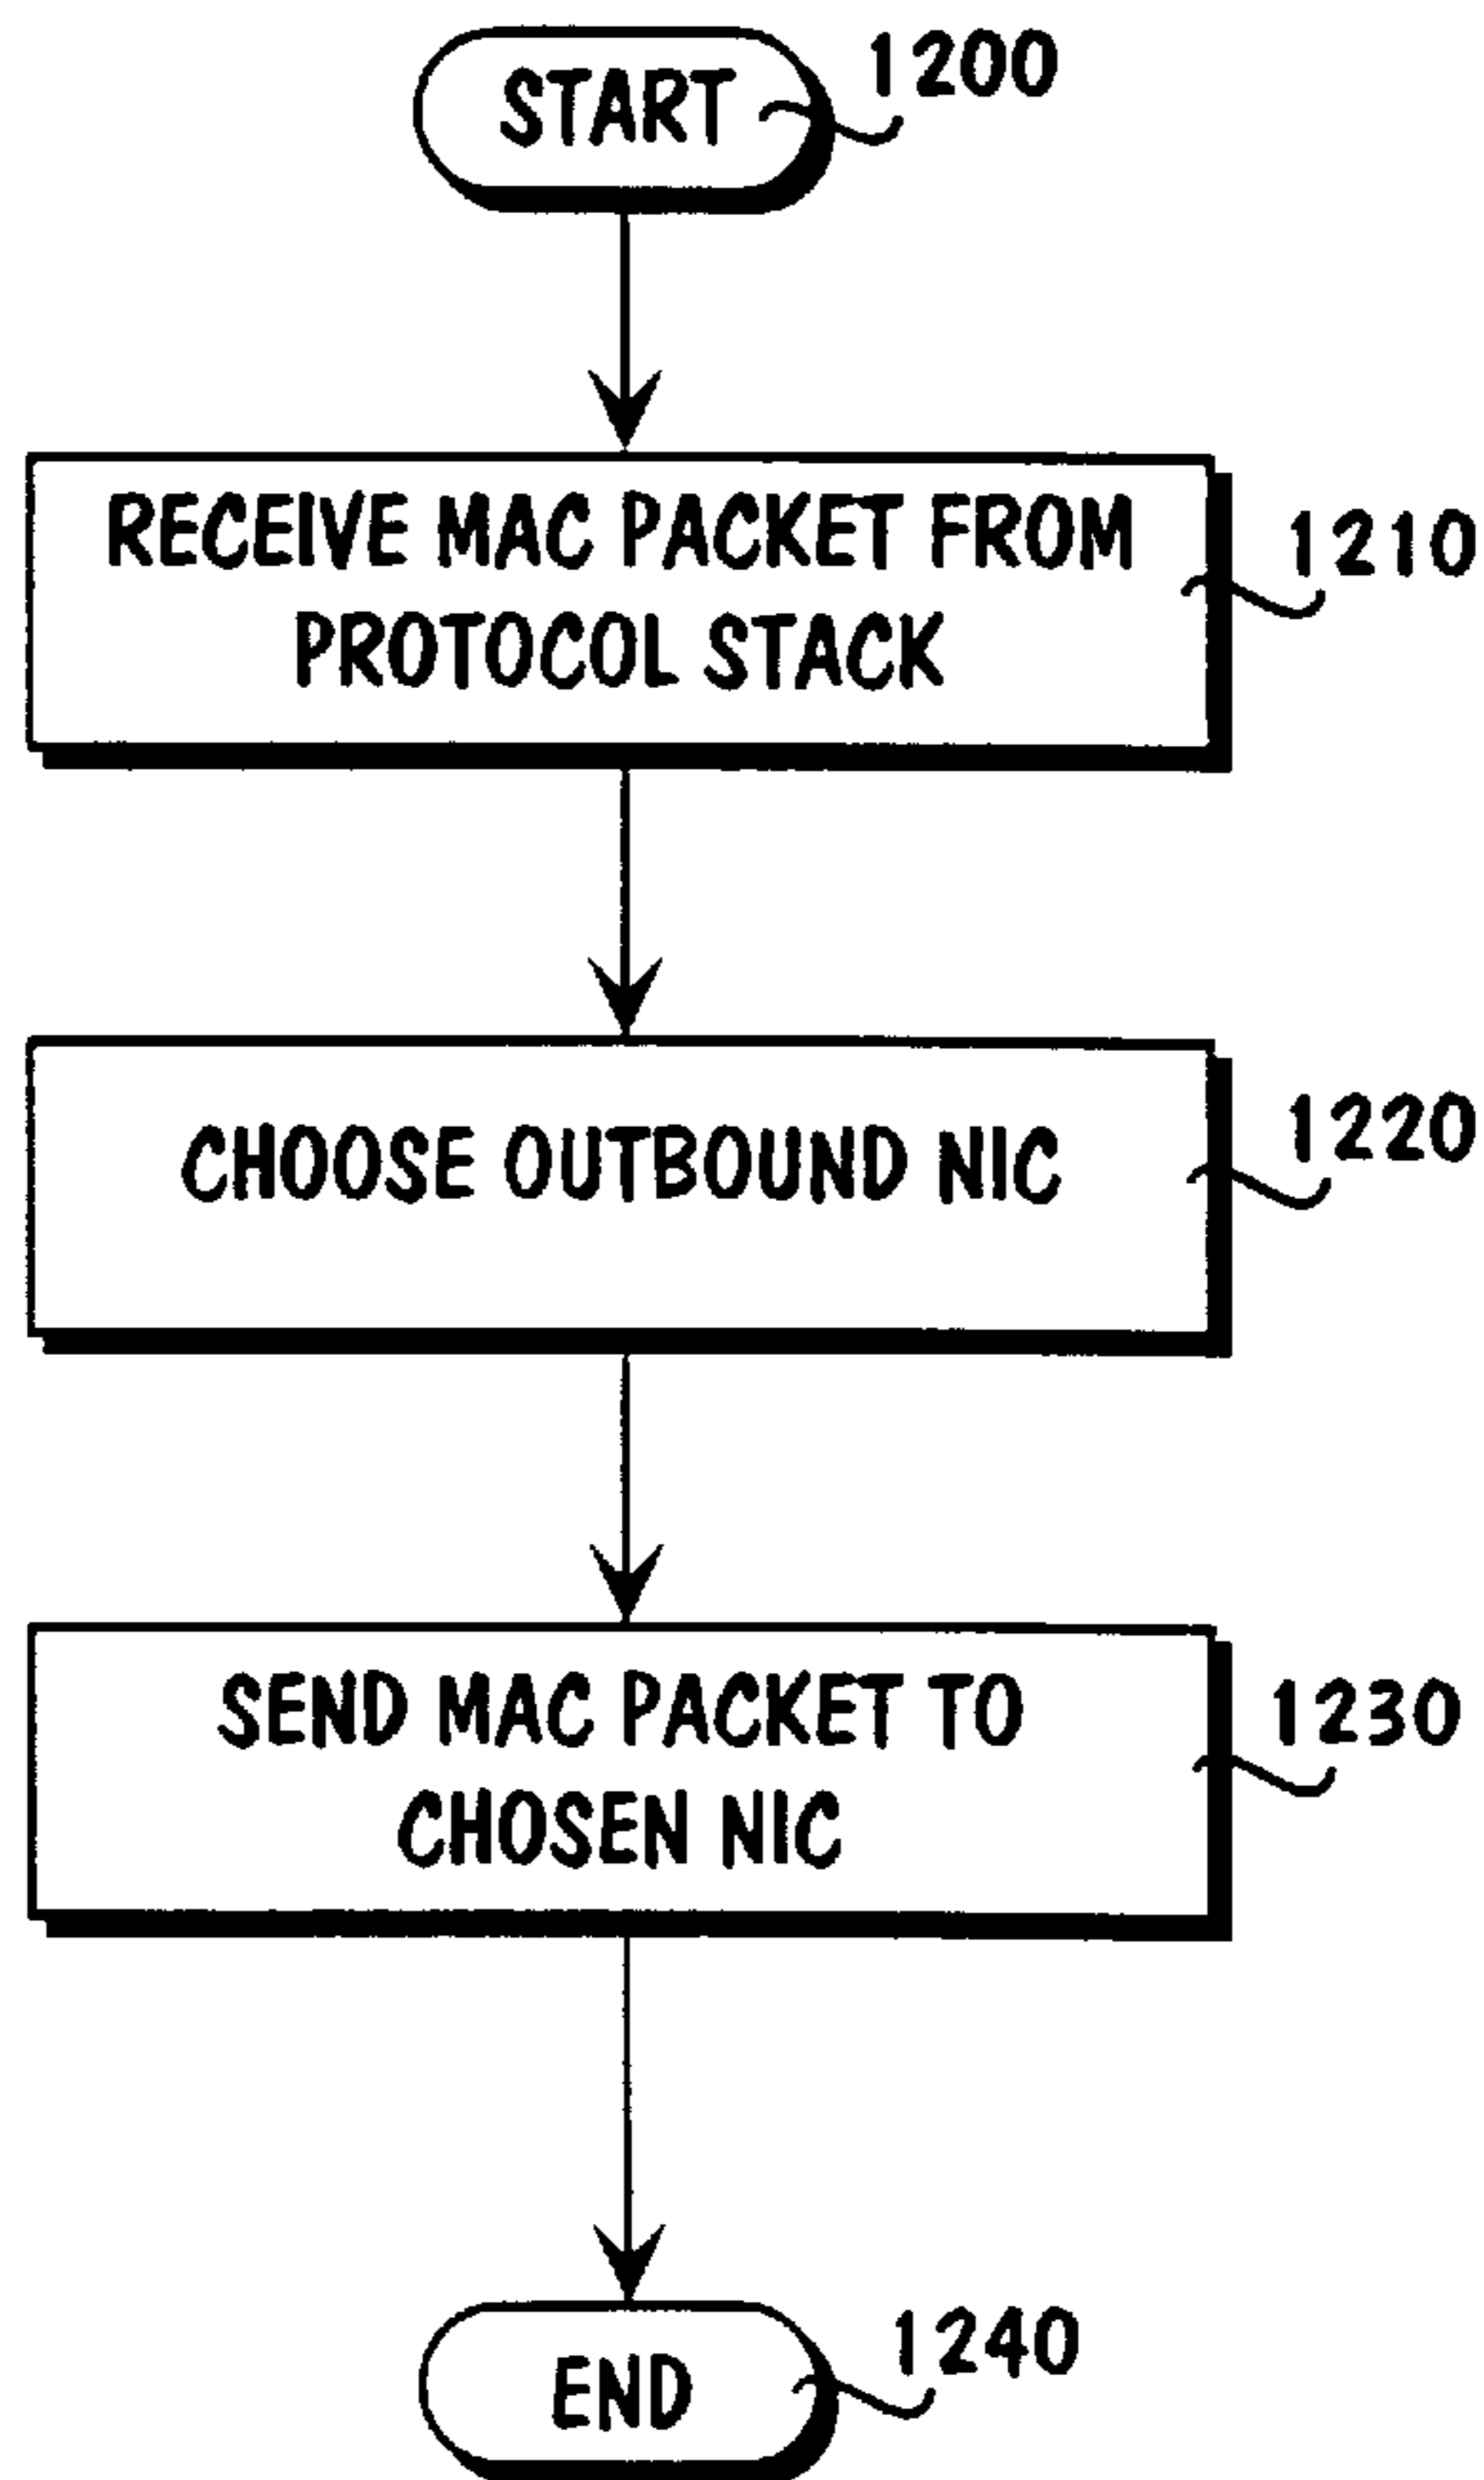 START
1200
RECEIVE MAC PACKET FROM
PROTOCOL STACK
1210
CHOOSE OUTBOUND NIC
1220
SEND MAC PACKET TO
CHOSEN NIC
1230
END
1240